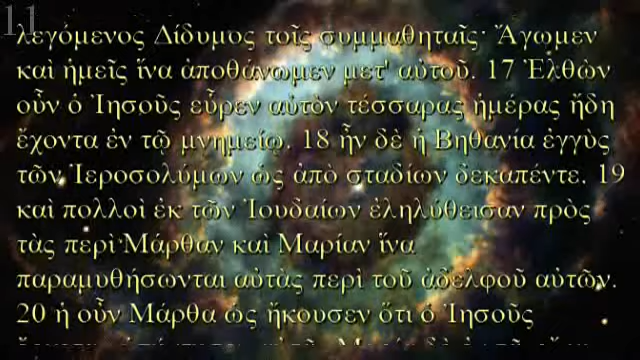 11
λεγόμενος Δίδυμος τοῖς συμμαθηταῖς· Ἄγωμεν
καὶ ἡμεῖς ἵνα ἀποθάνωμεν μετ' αὐτοῦ. 17 Ἐλθὼν
οὖν ὁ Ἰησοῦς εὗρεν αὐτὸν τέσσαρας ἡμέρας ἤδη
ἔχοντα ἐν τῷ μνημείῳ. 18 ἦν δὲ ἡ Βηθανία ἐγγὺς
τῶν Ἱεροσολύμων ὡς ἀπὸ σταδίων δεκαπέντε. 19
καὶ πολλοὶ ἐκ τῶν Ἰουδαίων ἐληλύθεισαν πρὸς
τὰς περὶ Μάρθαν καὶ Μαρίαν ἵνα
παραμυθήσωνται αὐτὰς περὶ τοῦ ἀδελφοῦ αὐτῶν.
20 ἡ οὖν Μάρθα ὡς ἤκουσεν ὅτι ὁ Ἰησοῦς